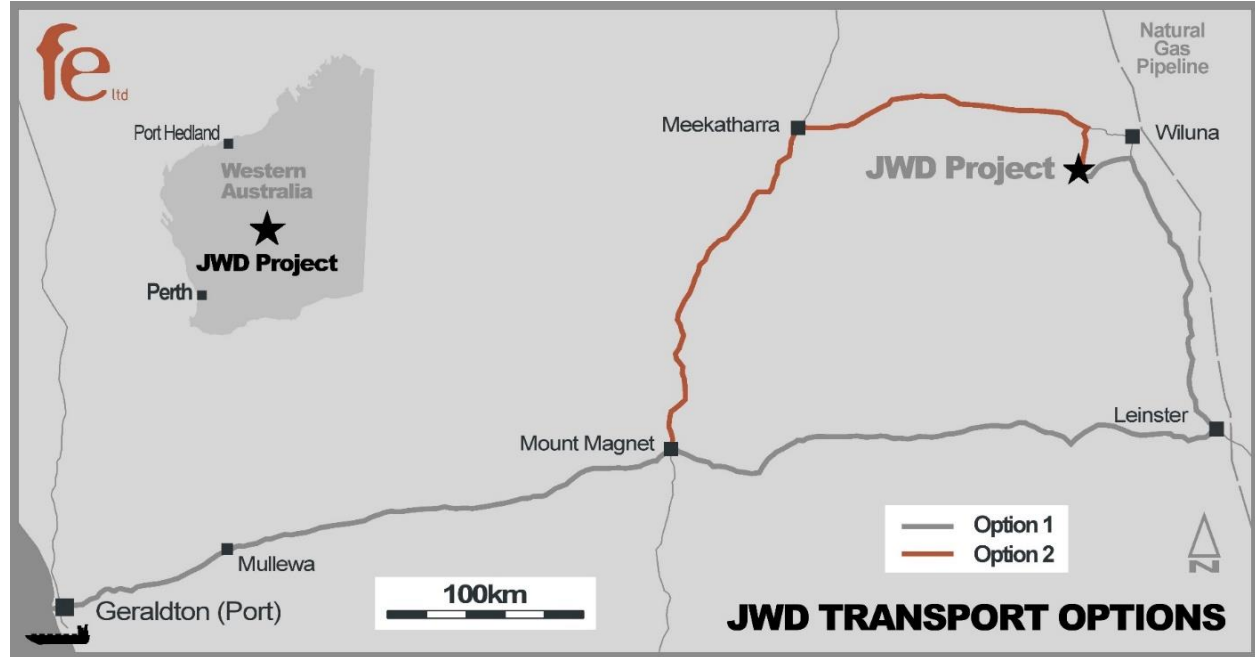 fe
ltd
Port Hedland
Western
Australia
JWD Project
Perth
Natural
Gas
Pipeline
Meekatharra
Wiluna
JWD Project
Leinster
Mount Magnet
Mullewa
Geraldton (Port)
100km
Option 1
Option 2
N
JWD TRANSPORT OPTIONS